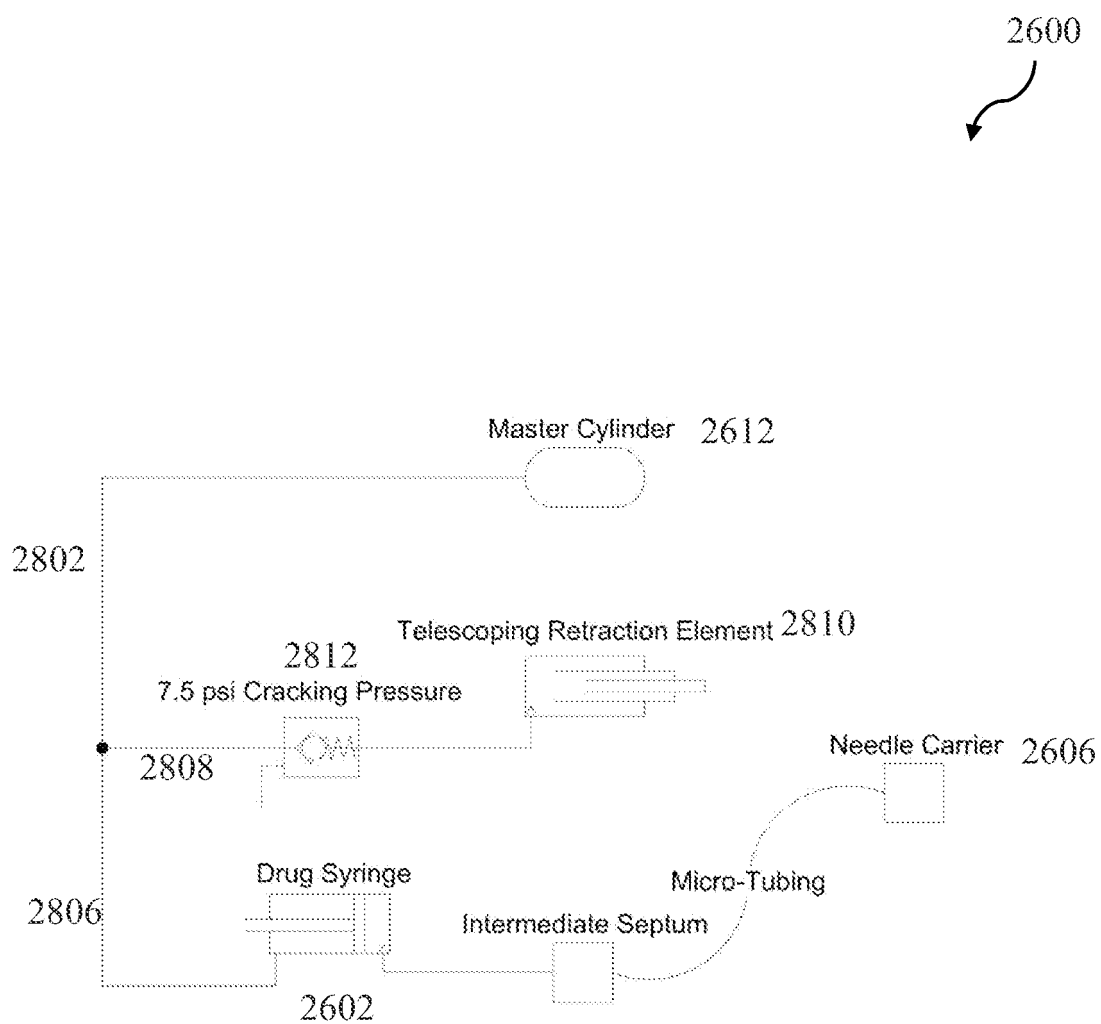 2600
Master Cylinder 2612
2802
Telescoping Retraction Element 2810
2812
7.5 psi Cracking Pressure
2808
Needle Carrier 2606
Drug Syringe
Micro-Tubing
2806
Intermediate Septum
2602